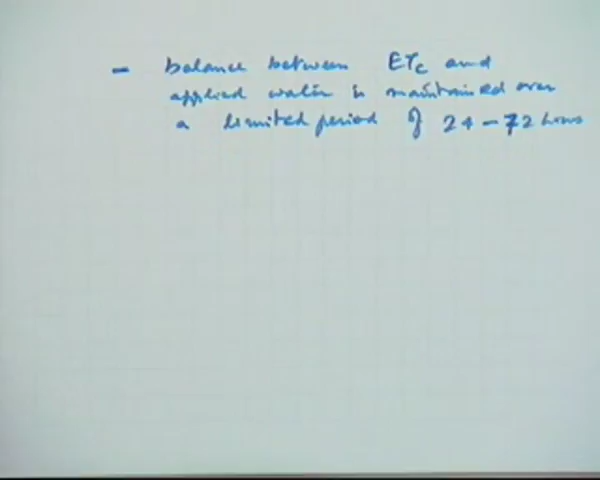 - balance between ETc and
applied water is maintained over
a limited period of 24-72 hours